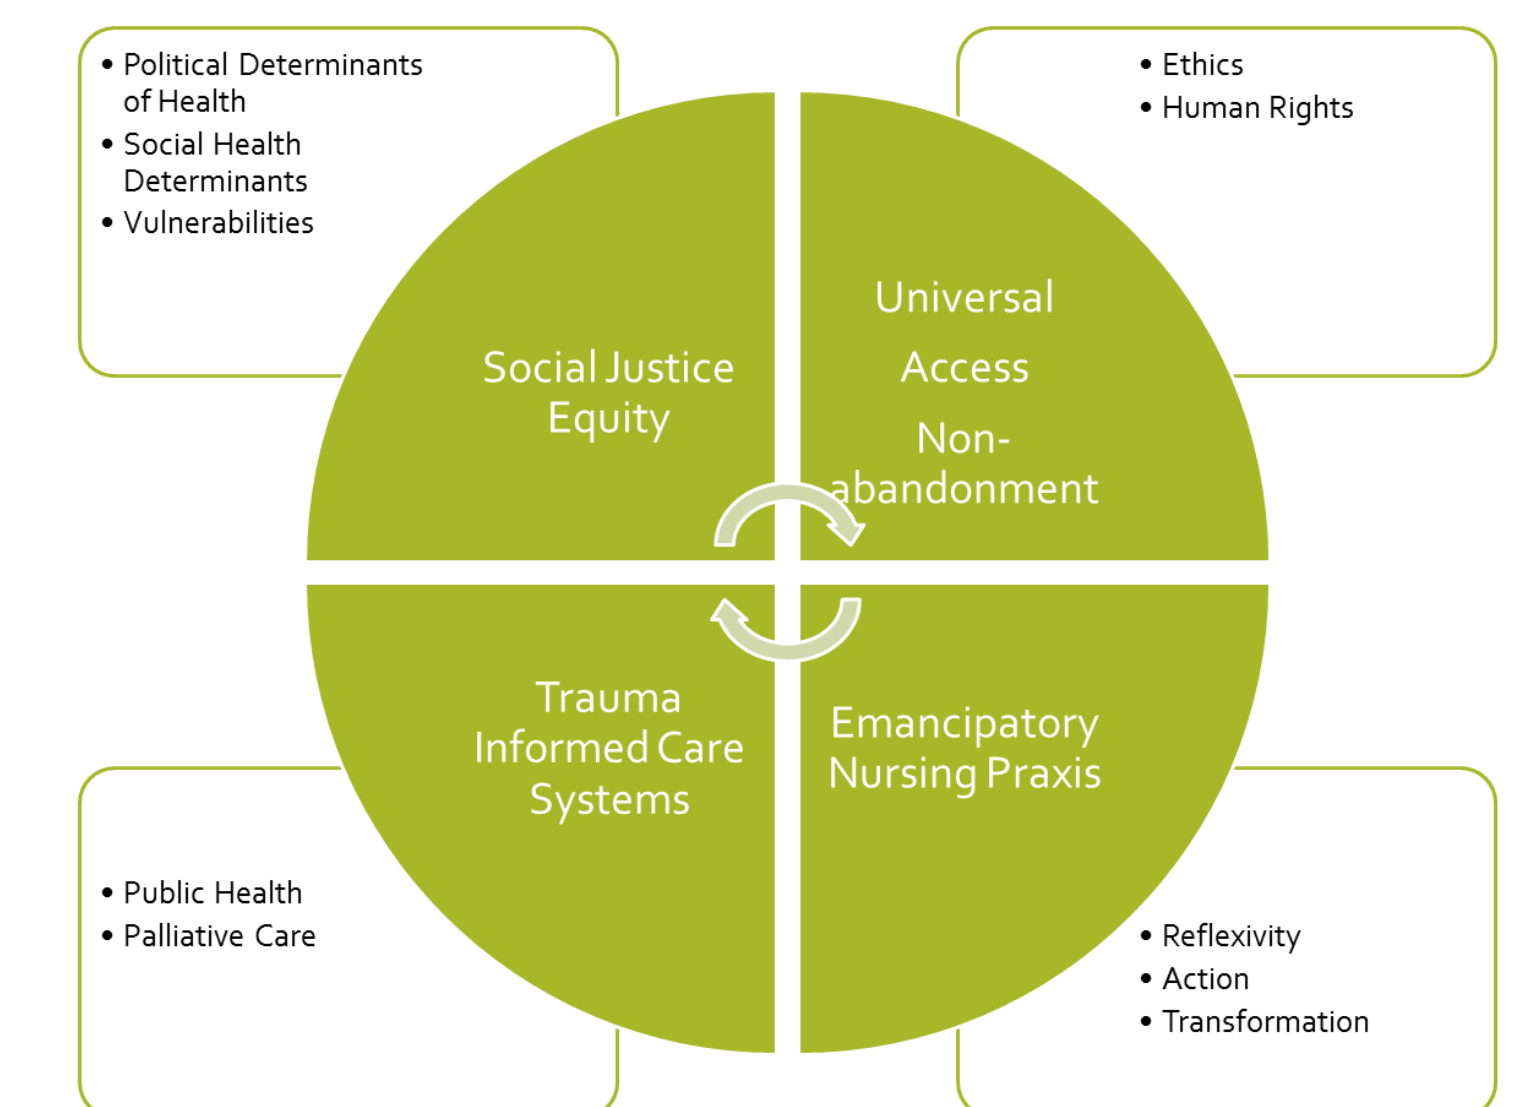 • Political Determinants
of Health
• Social Health
Determinants
• Vulnerabilities
• Ethics
• Human Rights
Social Justice
Equity
Universal
Access
Non-
abandonment
Trauma
Informed Care
Systems
Emancipatory
Nursing Praxis
• Public Health
• Palliative Care
• Reflexivity
• Action
• Transformation